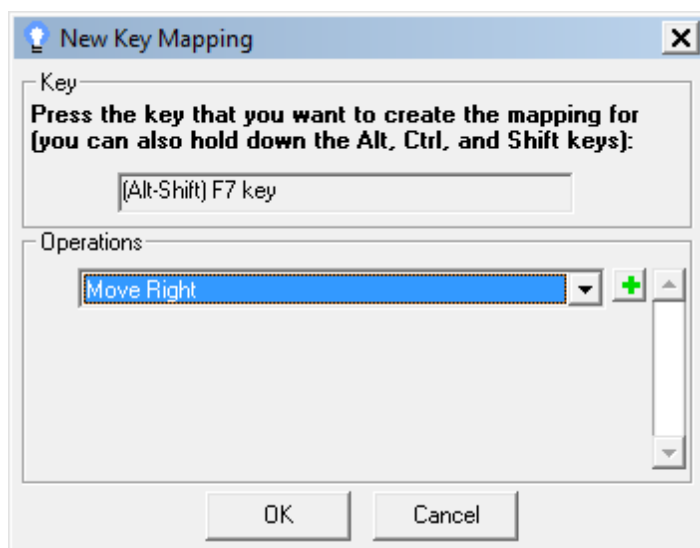 New Key Mapping
Key
Press the key that you want to create the mapping for
(you can also hold down the Alt, Ctrl, and Shift keys):
(Alt-Shift) F7 key
Operations
Move Right
OK Cancel